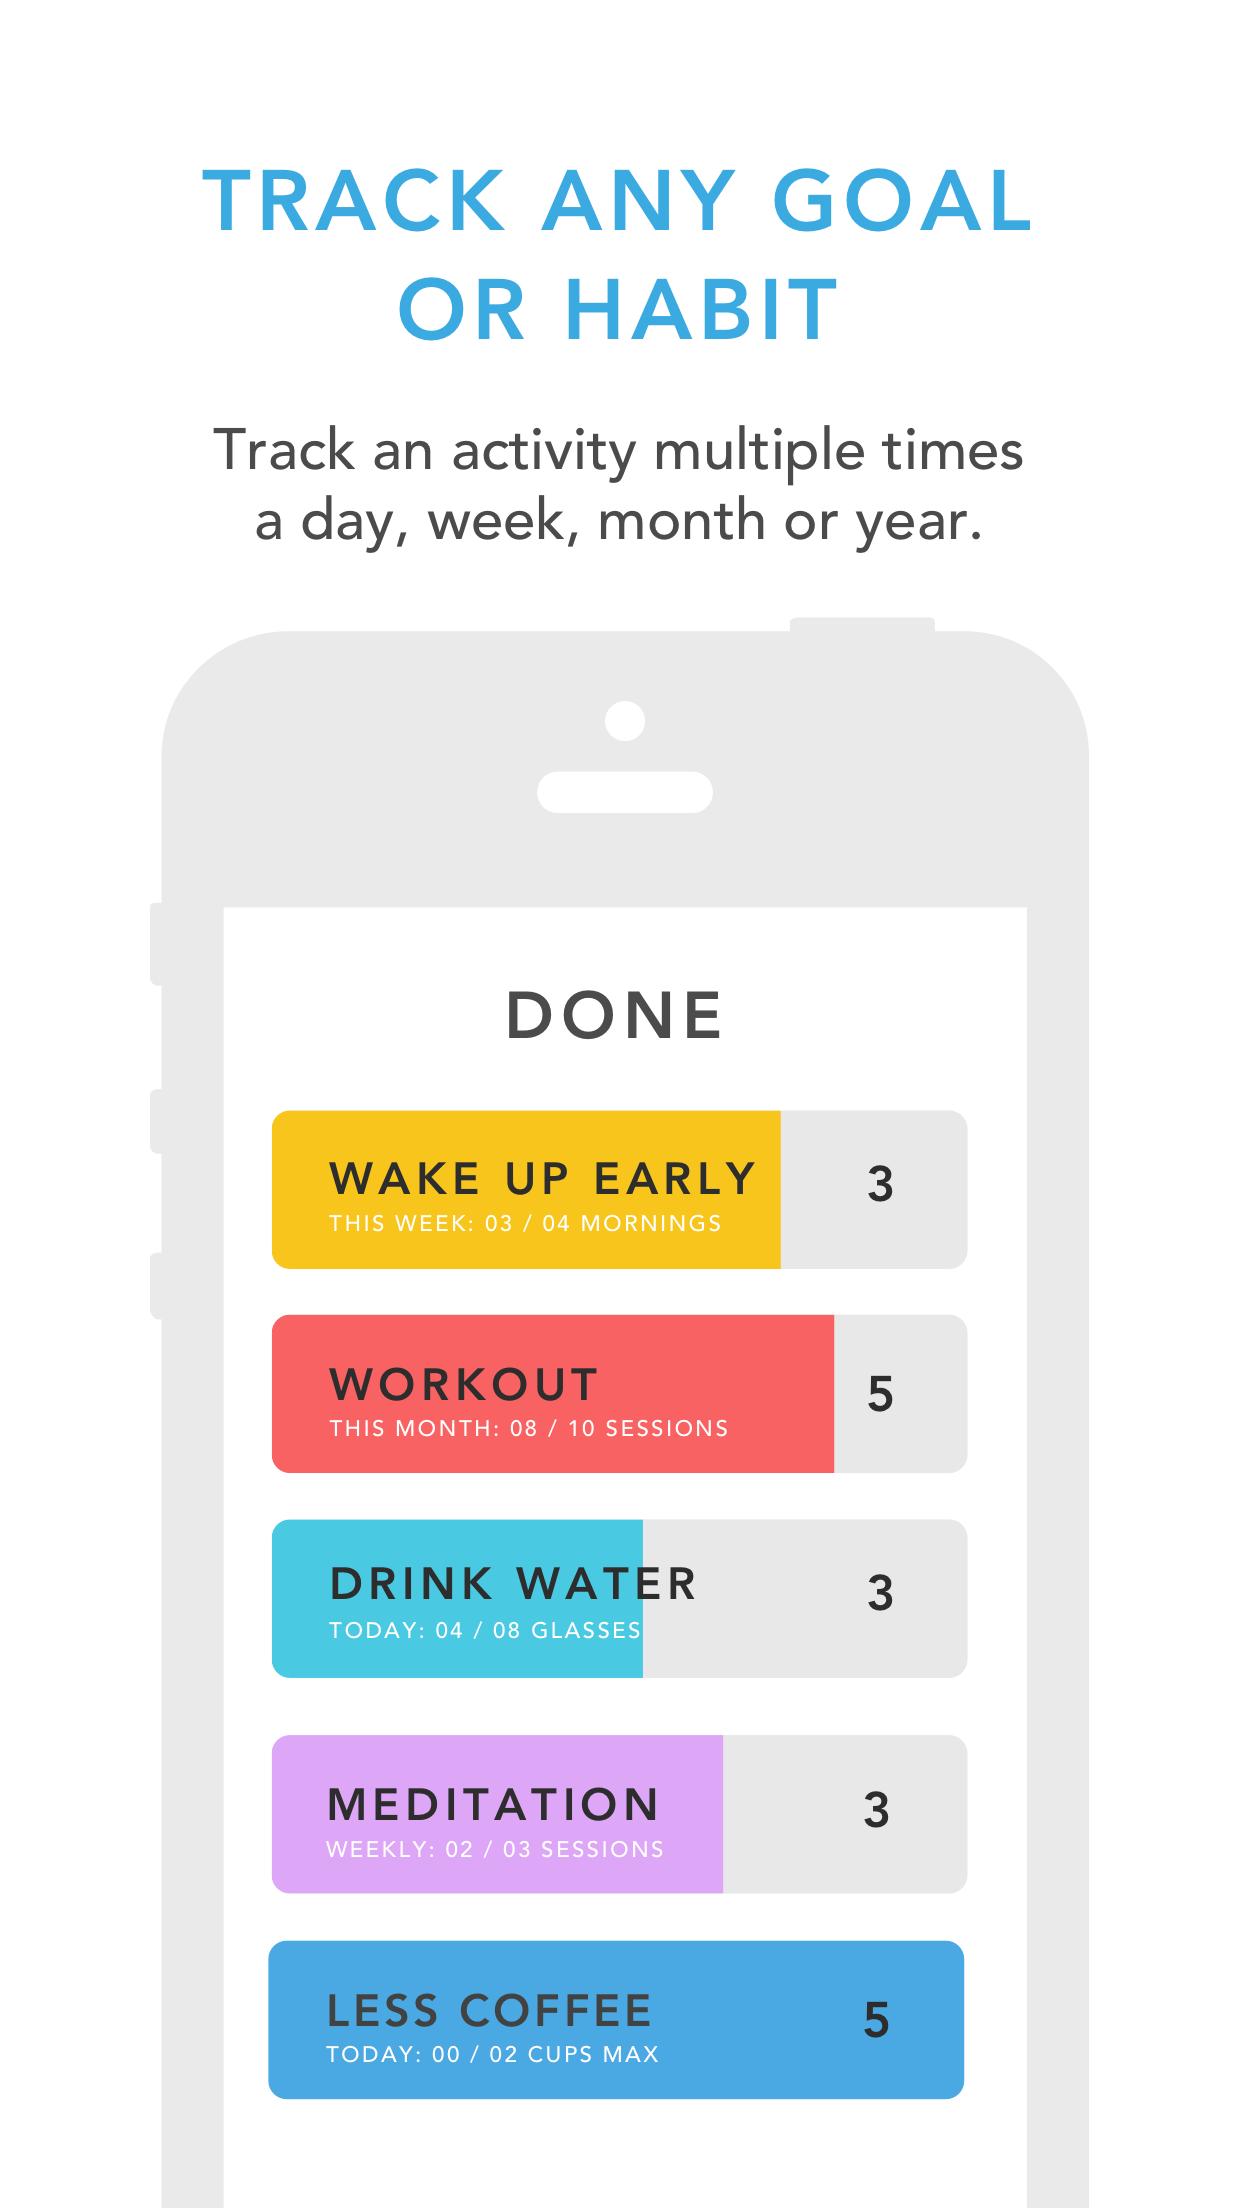 TRACK ANY GOAL
OR HABIT
Track an activity multiple times
a day, week, month or year.
DONE
WAKE UP EARLY
THIS WEEK: 03 / 04 MORNINGS
3
WORKOUT
THIS MONTH: 08 / 10 SESSIONS
5
DRINK WATER
TODAY: 04 / 08 GLASSES
3
MEDITATION
WEEKLY: 02 / 03 SESSIONS
3
LESS COFFEE
TODAY: 00 / 02 CUPS MAX
5